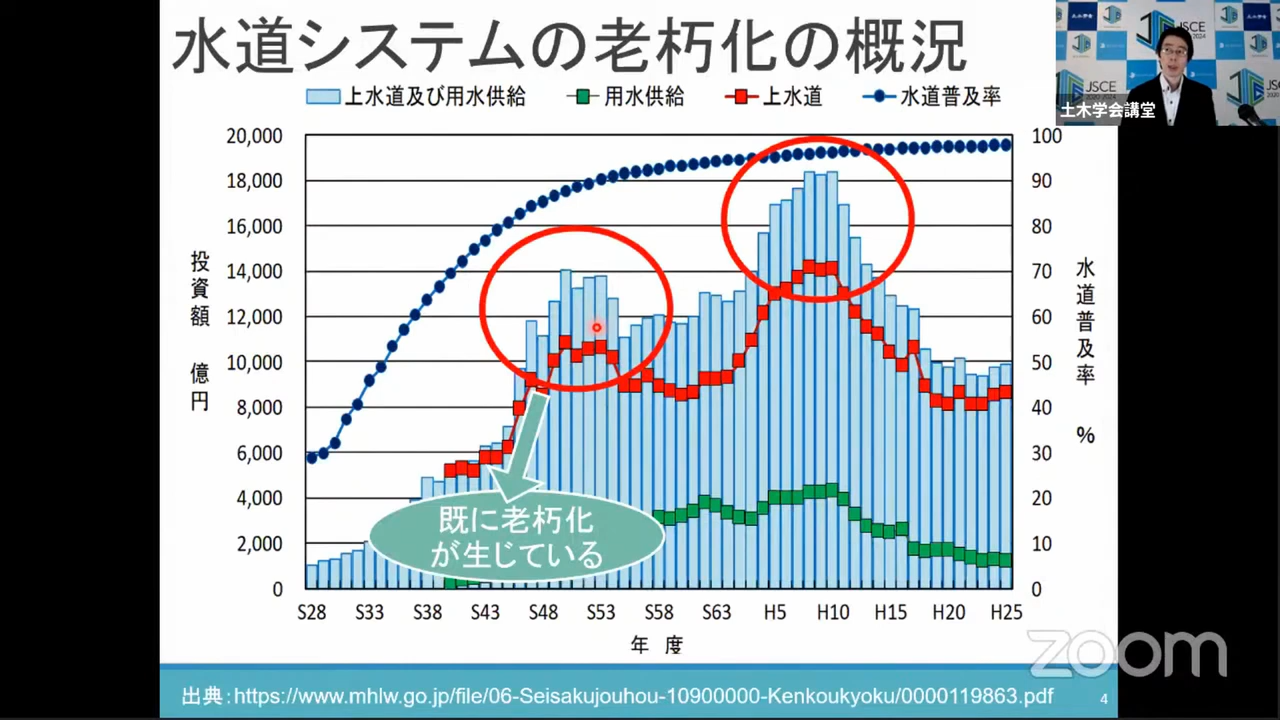 水道システムの老朽化の概況
上水道及び用水供給 用水供給 上水道 水道普及率
JSCE
土木学会講堂
JSCE
20,000
18,000
16,000
14,000
12,000
10,000
8,000
6,000
4,000
2,000
0
投資額 億円
100
90
80
70
60
50
40
30
20
10
0
水道普及率 %
既に老朽化
が生じている
S28 S33 S38 S43 S48 S53 S58 S63 H5 H10 H15 H20 H25
年 度
zoom
出典：https://www.mhlw.go.jp/file/06-Seisakujouhou-10900000-Kenkoukyoku/0000119863.pdf
4